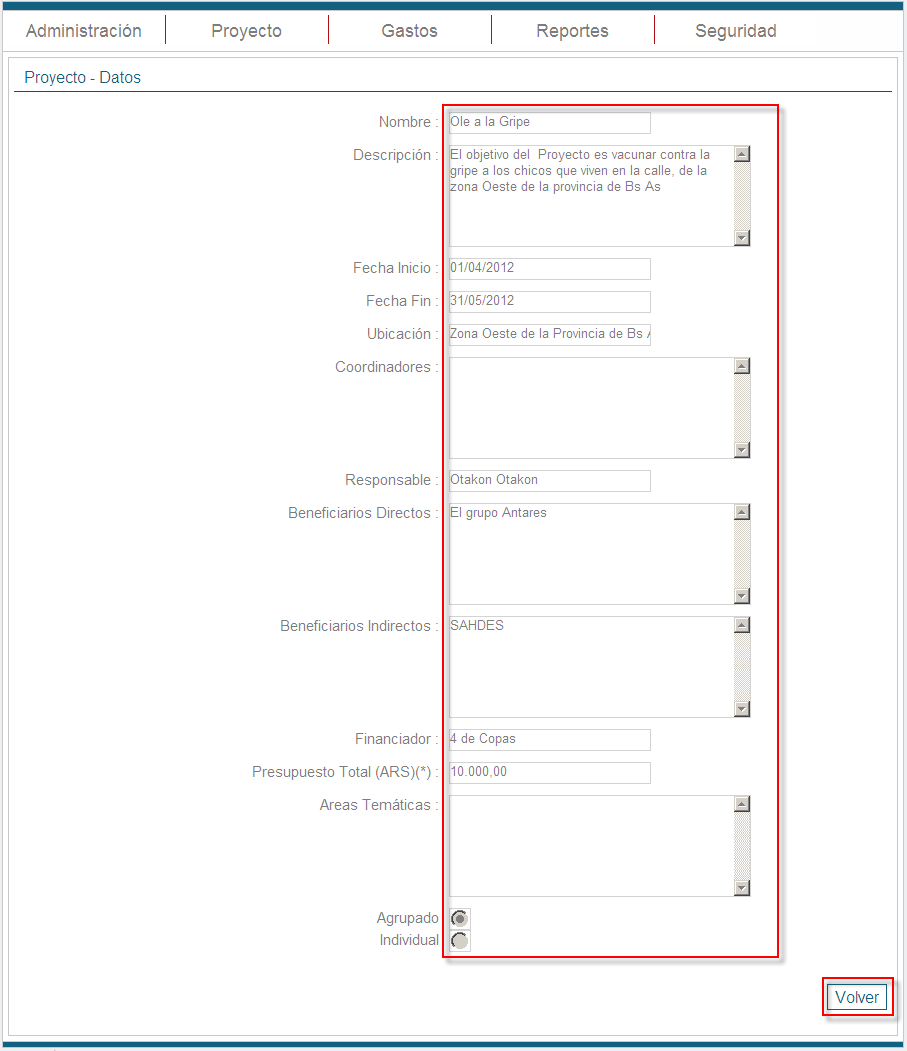 Administración Proyecto Gastos Reportes Seguridad
Proyecto - Datos
Nombre : Ole a la Gripe
Descripción : El objetivo del Proyecto es vacunar contra la
gripe a los chicos que viven en la calle, de la
zona Oeste de la provincia de Bs As
Fecha Inicio : 01/04/2012
Fecha Fin : 31/05/2012
Ubicación : Zona Oeste de la Provincia de Bs A
Coordinadores :
Responsable : Otakon Otakon
Beneficiarios Directos : El grupo Antares
Beneficiarios Indirectos : SAHDES
Financiador : 4 de Copas
Presupuesto Total (ARS)(*) : 10.000,00
Areas Temáticas :
Agrupado
Individual
Volver